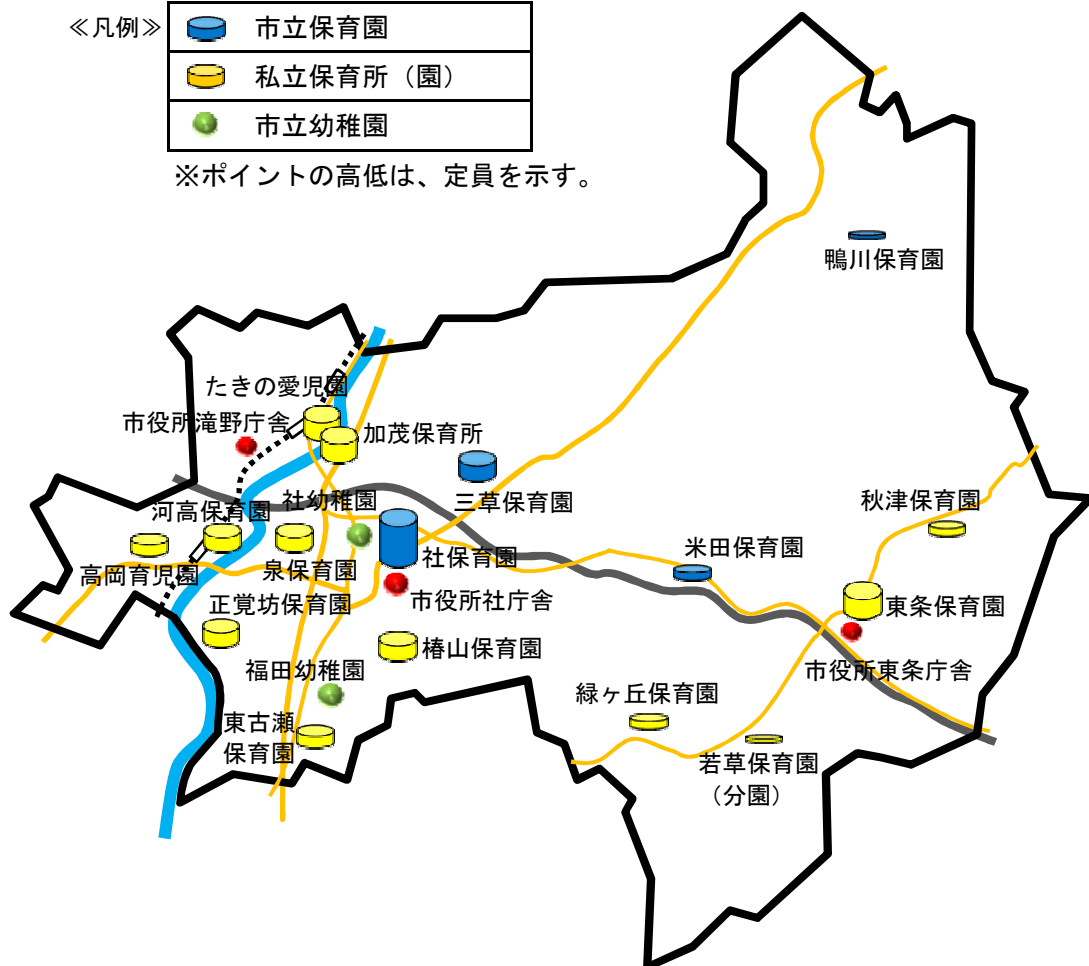 ≪凡例≫
市立保育園
私立保育所（園）
市立幼稚園
※ポイントの高低は、定員を示す。
鴨川保育園
たきの愛児園
市役所滝野庁舎
加茂保育所
三草保育園
社幼稚園
河高保育園
秋津保育園
米田保育園
社保育園
泉保育園
高岡育児園
市役所社庁舎
正覚坊保育園
東条保育園
椿山保育園
市役所東条庁舎
福田幼稚園
緑ヶ丘保育園
東古瀬
保育園
若草保育園
（分園）